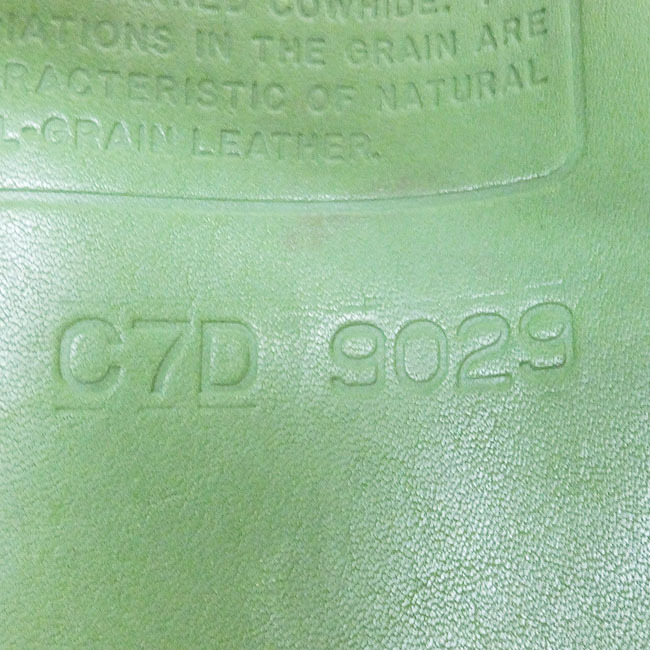 COWHIDE.
IN THE GRAIN ARE
OF NATURAL
LEATHER.
C7D 9029